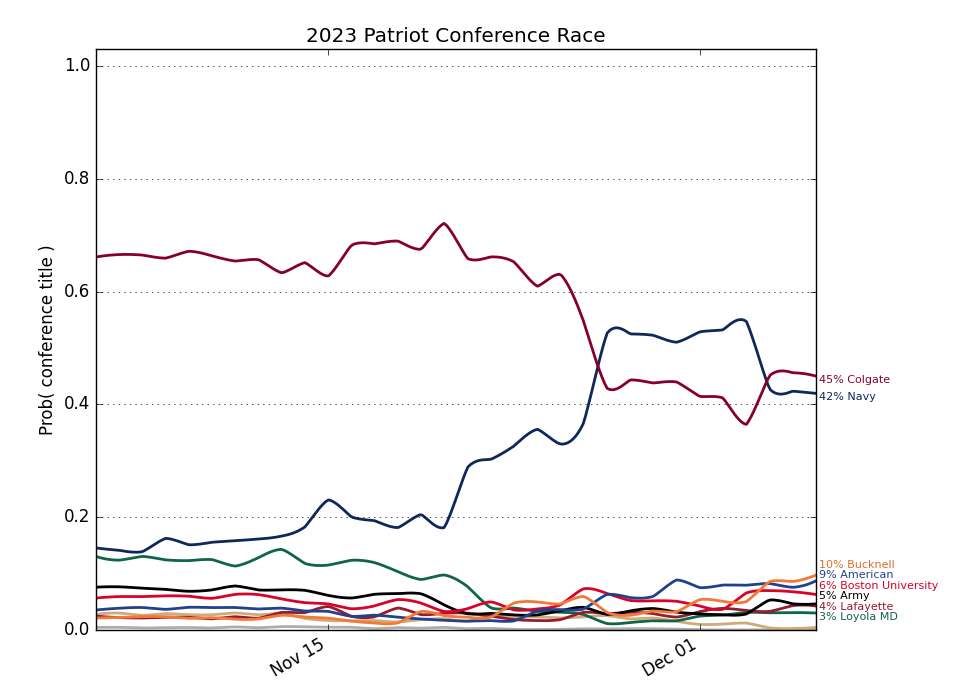 2023 Patriot Conference Race
Prob( conference title )
1.0
0.8
0.6
0.4
0.2
0.0
Nov 15
Dec 01
45% Colgate
42% Navy
10% Bucknell
9% American
6% Boston University
5% Army
4% Lafayette
3% Loyola MD